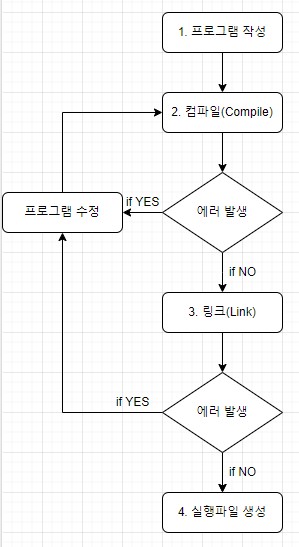 1. 프로그램 작성
2. 컴파일(Compile)
if YES
프로그램 수정
에러 발생
if NO
3. 링크(Link)
if YES
에러 발생
if NO
4. 실행파일 생성